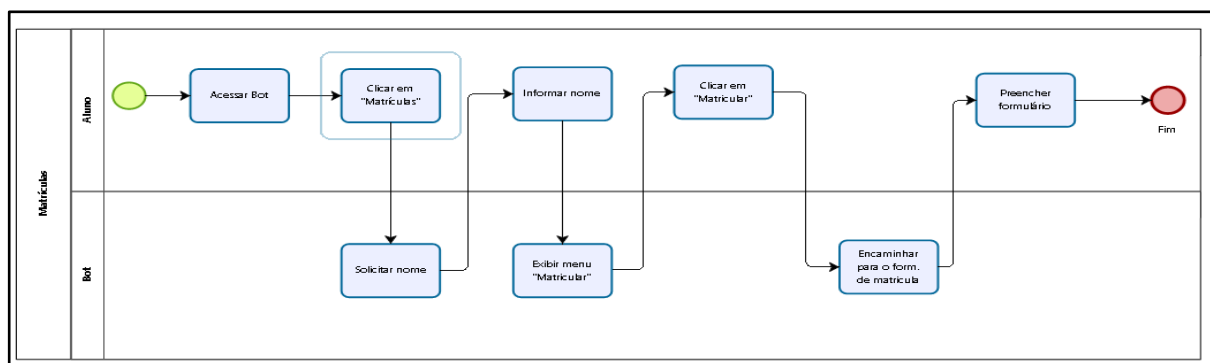 Matrículas
Aluno
Acessar Bot
Clicar em
"Matrículas"
Informar nome
Clicar em
"Matricular"
Preencher
formulário
Fim
Bot
Solicitar nome
Exibir menu
"Matricular"
Encaminhar
para o form.
de matricula